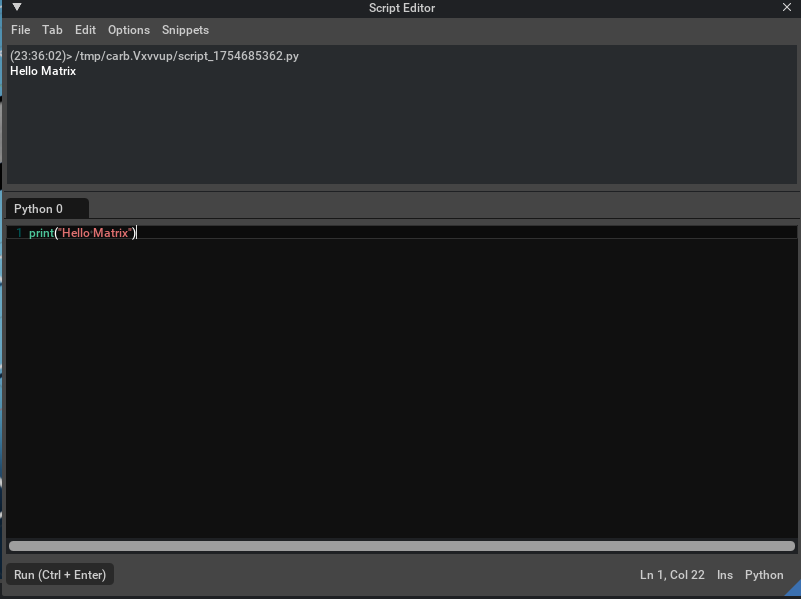 Script Editor
File Tab Edit Options Snippets
(23:36:02)> /tmp/carb.Vxvvup/script_1754685362.py
Hello Matrix
Python 0
1 print("Hello·Matrix")
Run (Ctrl + Enter) Ln 1, Col 22 Ins Python